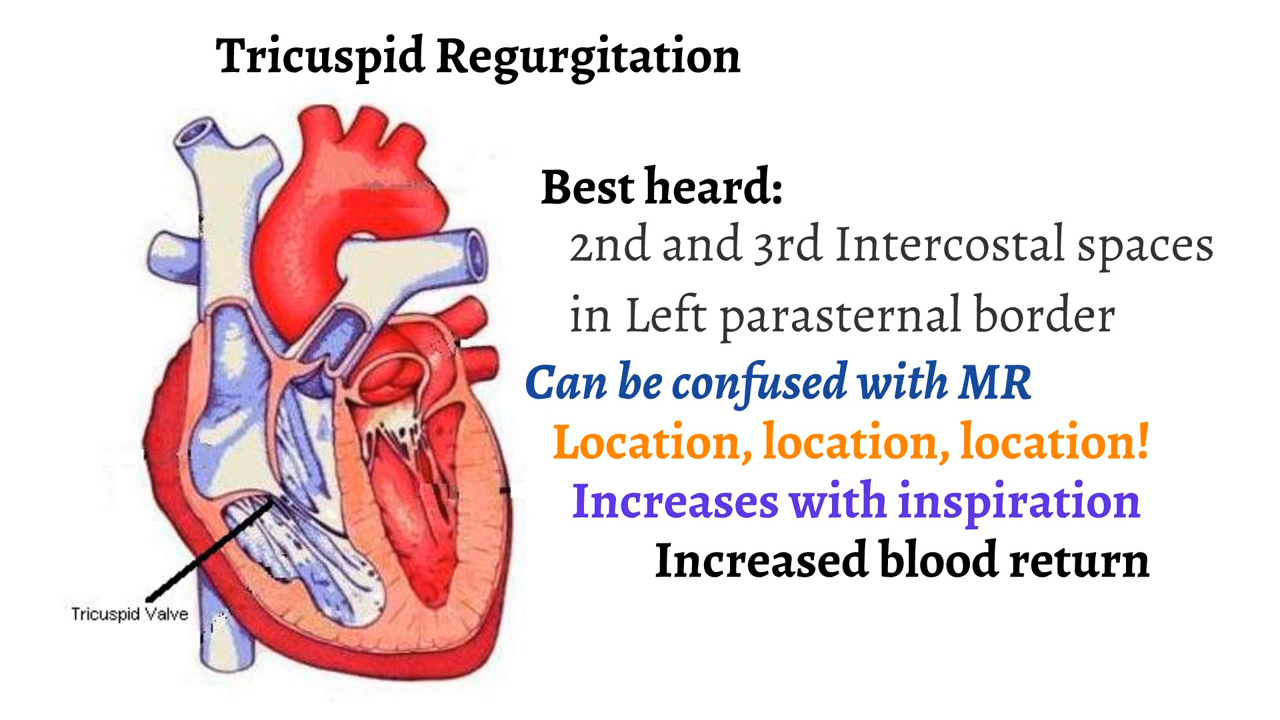 Tricuspid Regurgitation
Best heard:
2nd and 3rd Intercostal spaces
in Left parasternal border
Can be confused with MR
Location, location, location!
Increases with inspiration
Increased blood return
Tricuspid Valve